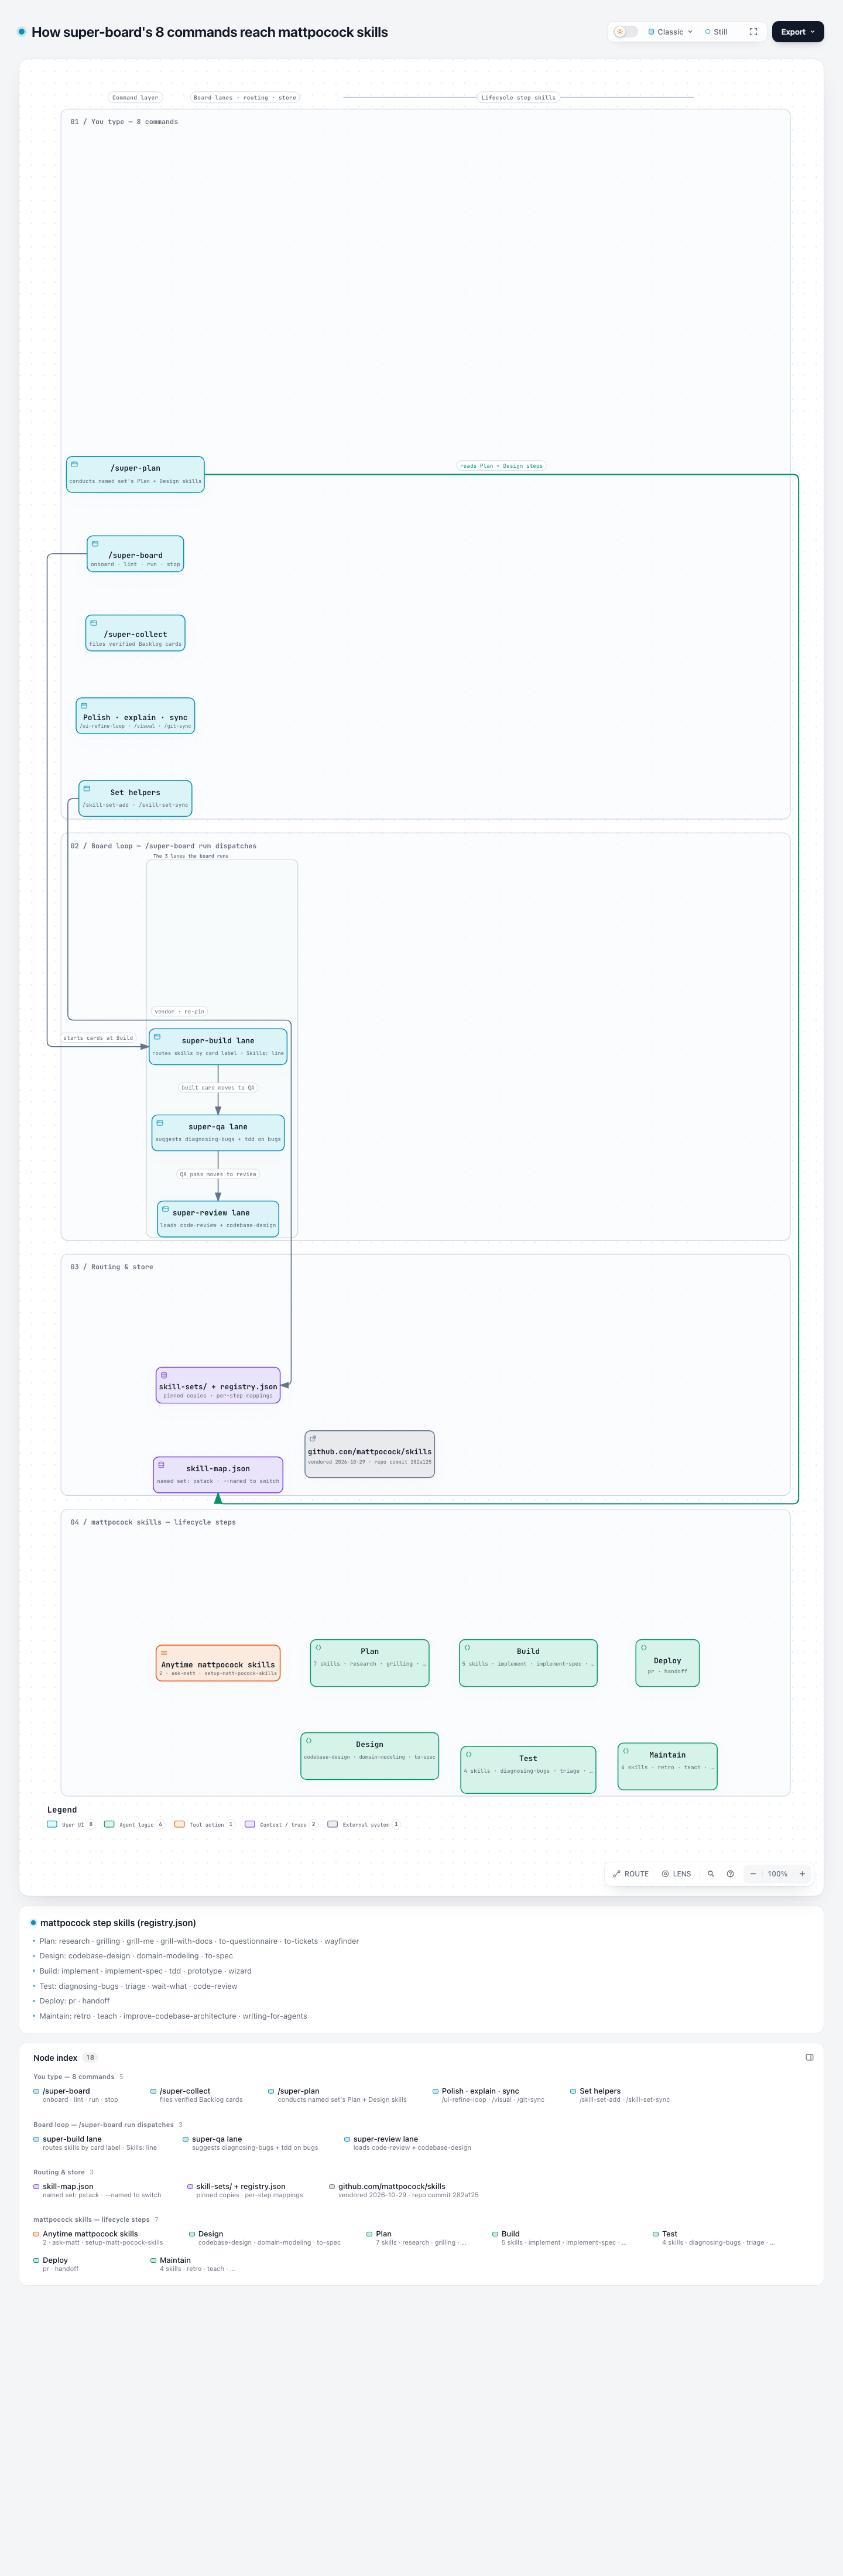 How super-board's 8 commands reach mattpocock skills
Classic
Still
Export
Command layer
Board lanes · routing · store
Lifecycle step skills
01 / You type — 8 commands
/super-plan
conducts named set's Plan + Design skills
reads Plan + Design steps
/super-board
onboard · lint · run · stop
/super-collect
files verified Backlog cards
Polish · explain · sync
/ui-refine-loop · /visual · /git-sync
Set helpers
/skill-set-add · /skill-set-sync
02 / Board loop — /super-board run dispatches
The 3 lanes the board runs
vendor · re-pin
starts cards at Build
super-build lane
routes skills by card label · Skills: line
built card moves to QA
super-qa lane
suggests diagnosing-bugs + tdd on bugs
QA pass moves to review
super-review lane
loads code-review + codebase-design
03 / Routing & store
skill-sets/ + registry.json
pinned copies · per-step mappings
github.com/mattpocock/skills
vendored 2026-10-29 · repo commit 282a125
skill-map.json
named set: pstack · --named to switch
04 / mattpocock skills — lifecycle steps
Anytime mattpocock skills
2 · ask-matt · setup-matt-pocock-skills
Plan
7 skills · research · grilling · …
Build
5 skills · implement · implement-spec · …
Deploy
pr · handoff
Design
codebase-design · domain-modeling · to-spec
Test
4 skills · diagnosing-bugs · triage · …
Maintain
4 skills · retro · teach · …
Legend
User UI 8
Agent logic 6
Tool action 1
Context / trace 2
External system 1
ROUTE
LENS
100%
mattpocock step skills (registry.json)
• Plan: research · grilling · grill-me · grill-with-docs · to-questionnaire · to-tickets · wayfinder
• Design: codebase-design · domain-modeling · to-spec
• Build: implement · implement-spec · tdd · prototype · wizard
• Test: diagnosing-bugs · triage · wait-what · code-review
• Deploy: pr · handoff
• Maintain: retro · teach · improve-codebase-architecture · writing-for-agents
Node index 18
You type — 8 commands 5
/super-board
onboard · lint · run · stop
/super-collect
files verified Backlog cards
/super-plan
conducts named set's Plan + Design skills
Polish · explain · sync
/ui-refine-loop · /visual · /git-sync
Set helpers
/skill-set-add · /skill-set-sync
Board loop — /super-board run dispatches 3
super-build lane
routes skills by card label · Skills: line
super-qa lane
suggests diagnosing-bugs + tdd on bugs
super-review lane
loads code-review + codebase-design
Routing & store 3
skill-map.json
named set: pstack · --named to switch
skill-sets/ + registry.json
pinned copies · per-step mappings
github.com/mattpocock/skills
vendored 2026-10-29 · repo commit 282a125
mattpocock skills — lifecycle steps 7
Anytime mattpocock skills
2 · ask-matt · setup-matt-pocock-skills
Design
codebase-design · domain-modeling · to-spec
Plan
7 skills · research · grilling · …
Build
5 skills · implement · implement-spec · …
Test
4 skills · diagnosing-bugs · triage · …
Deploy
pr · handoff
Maintain
4 skills · retro · teach · …